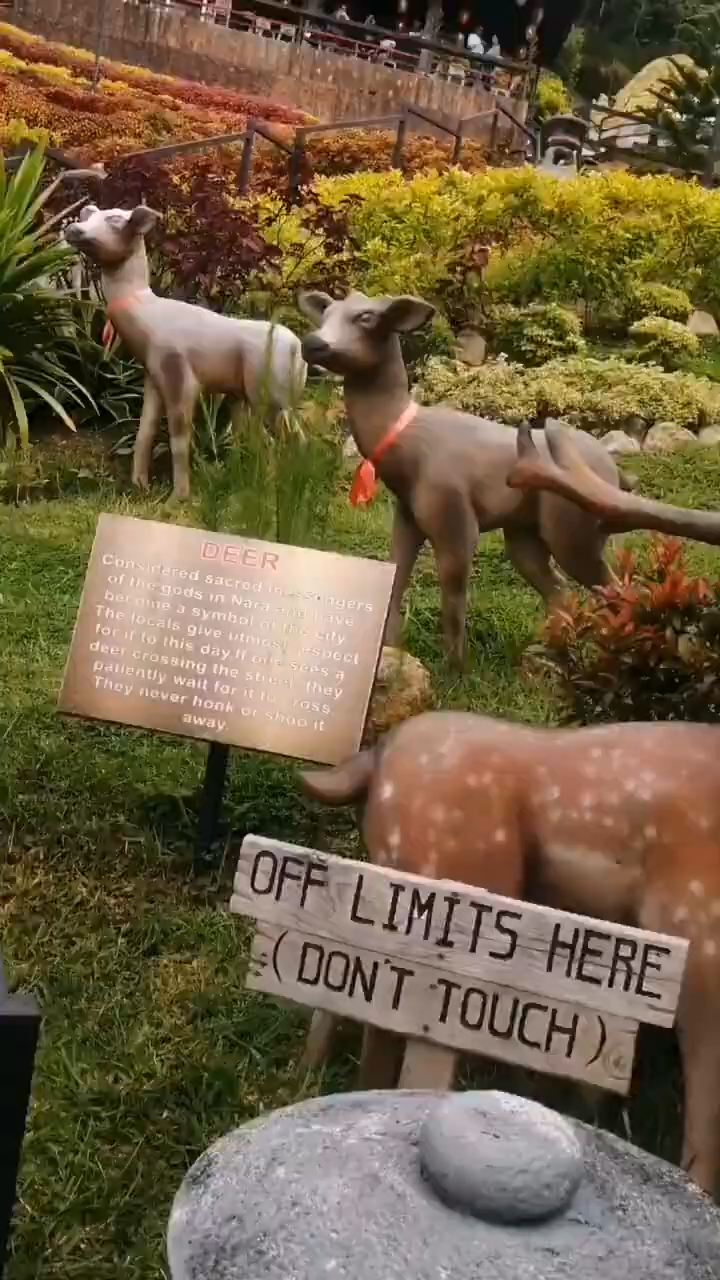 DEER
Considered sacred messengers
of the gods in Nara and have
become a symbol of the city.
The locals give utmost respect
for it to this day.If one sees a
deer crossing the street, they
patiently wait for it to cross.
They never honk or shoo it
away.
OFF LIMITS HERE
(DON'T TOUCH)